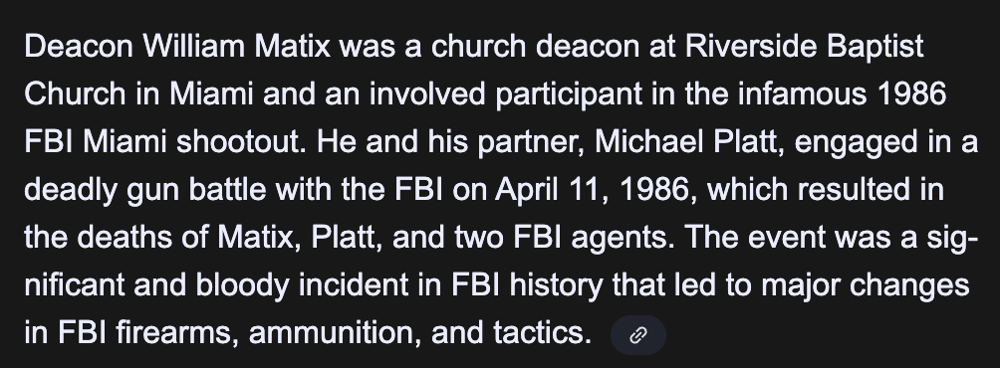 Deacon William Matix was a church deacon at Riverside Baptist
Church in Miami and an involved participant in the infamous 1986
FBI Miami shootout. He and his partner, Michael Platt, engaged in a
deadly gun battle with the FBI on April 11, 1986, which resulted in
the deaths of Matix, Platt, and two FBI agents. The event was a sig-
nificant and bloody incident in FBI history that led to major changes
in FBI firearms, ammunition, and tactics.